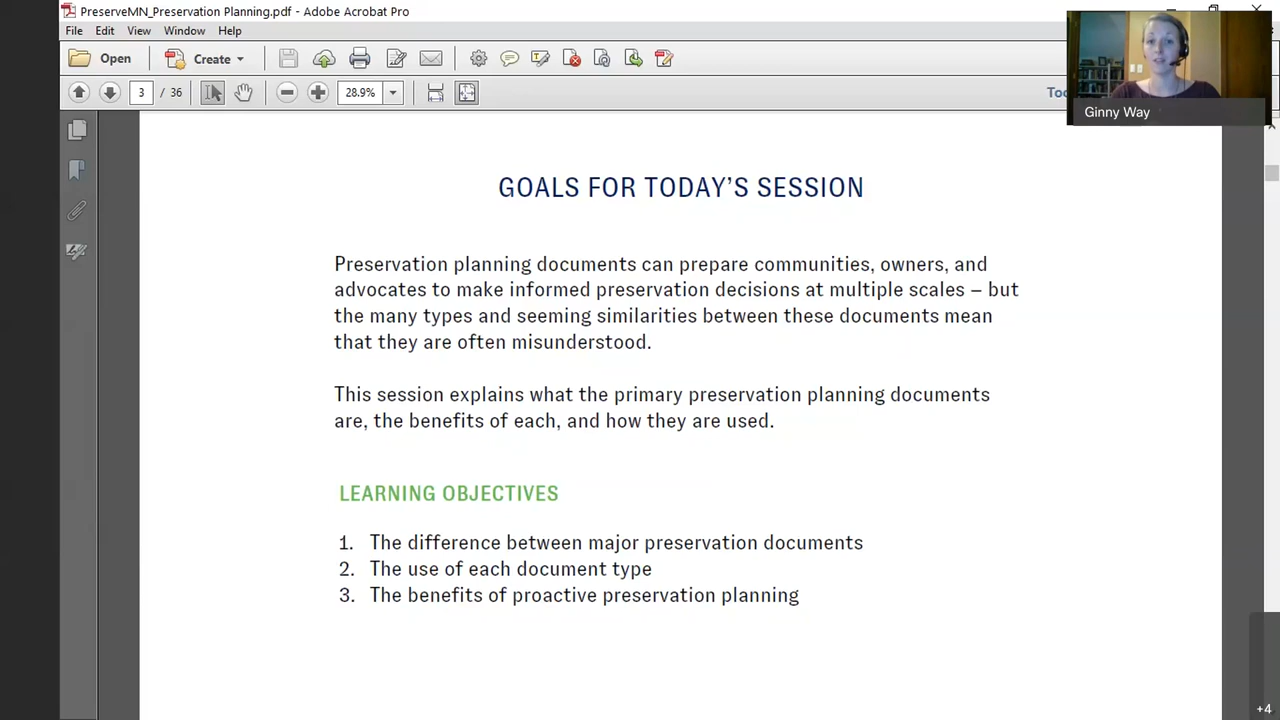 PreserveMN_Preservation Planning.pdf - Adobe Acrobat Pro
File Edit View Window Help
Open Create
3 / 36 28.9%
Ginny Way
GOALS FOR TODAY'S SESSION
Preservation planning documents can prepare communities, owners, and
advocates to make informed preservation decisions at multiple scales – but
the many types and seeming similarities between these documents mean
that they are often misunderstood.
This session explains what the primary preservation planning documents
are, the benefits of each, and how they are used.
LEARNING OBJECTIVES
1. The difference between major preservation documents
2. The use of each document type
3. The benefits of proactive preservation planning
+4